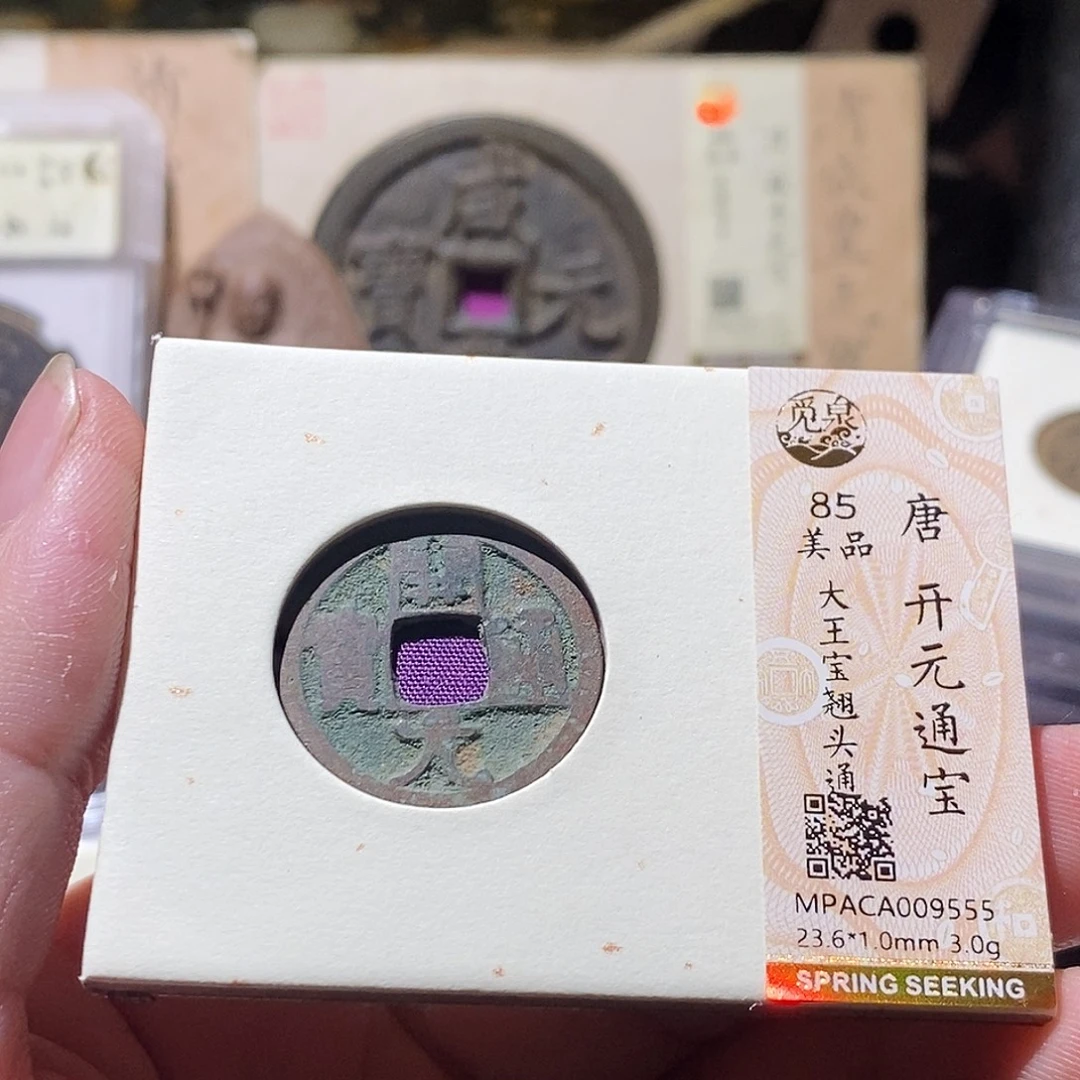 觅泉
唐 开元通宝
85
美品
大王宝翘头通
MPACA009555
23.6*1.0mm 3.0g
SPRING SEEKING
開元通寶
咸元
寶